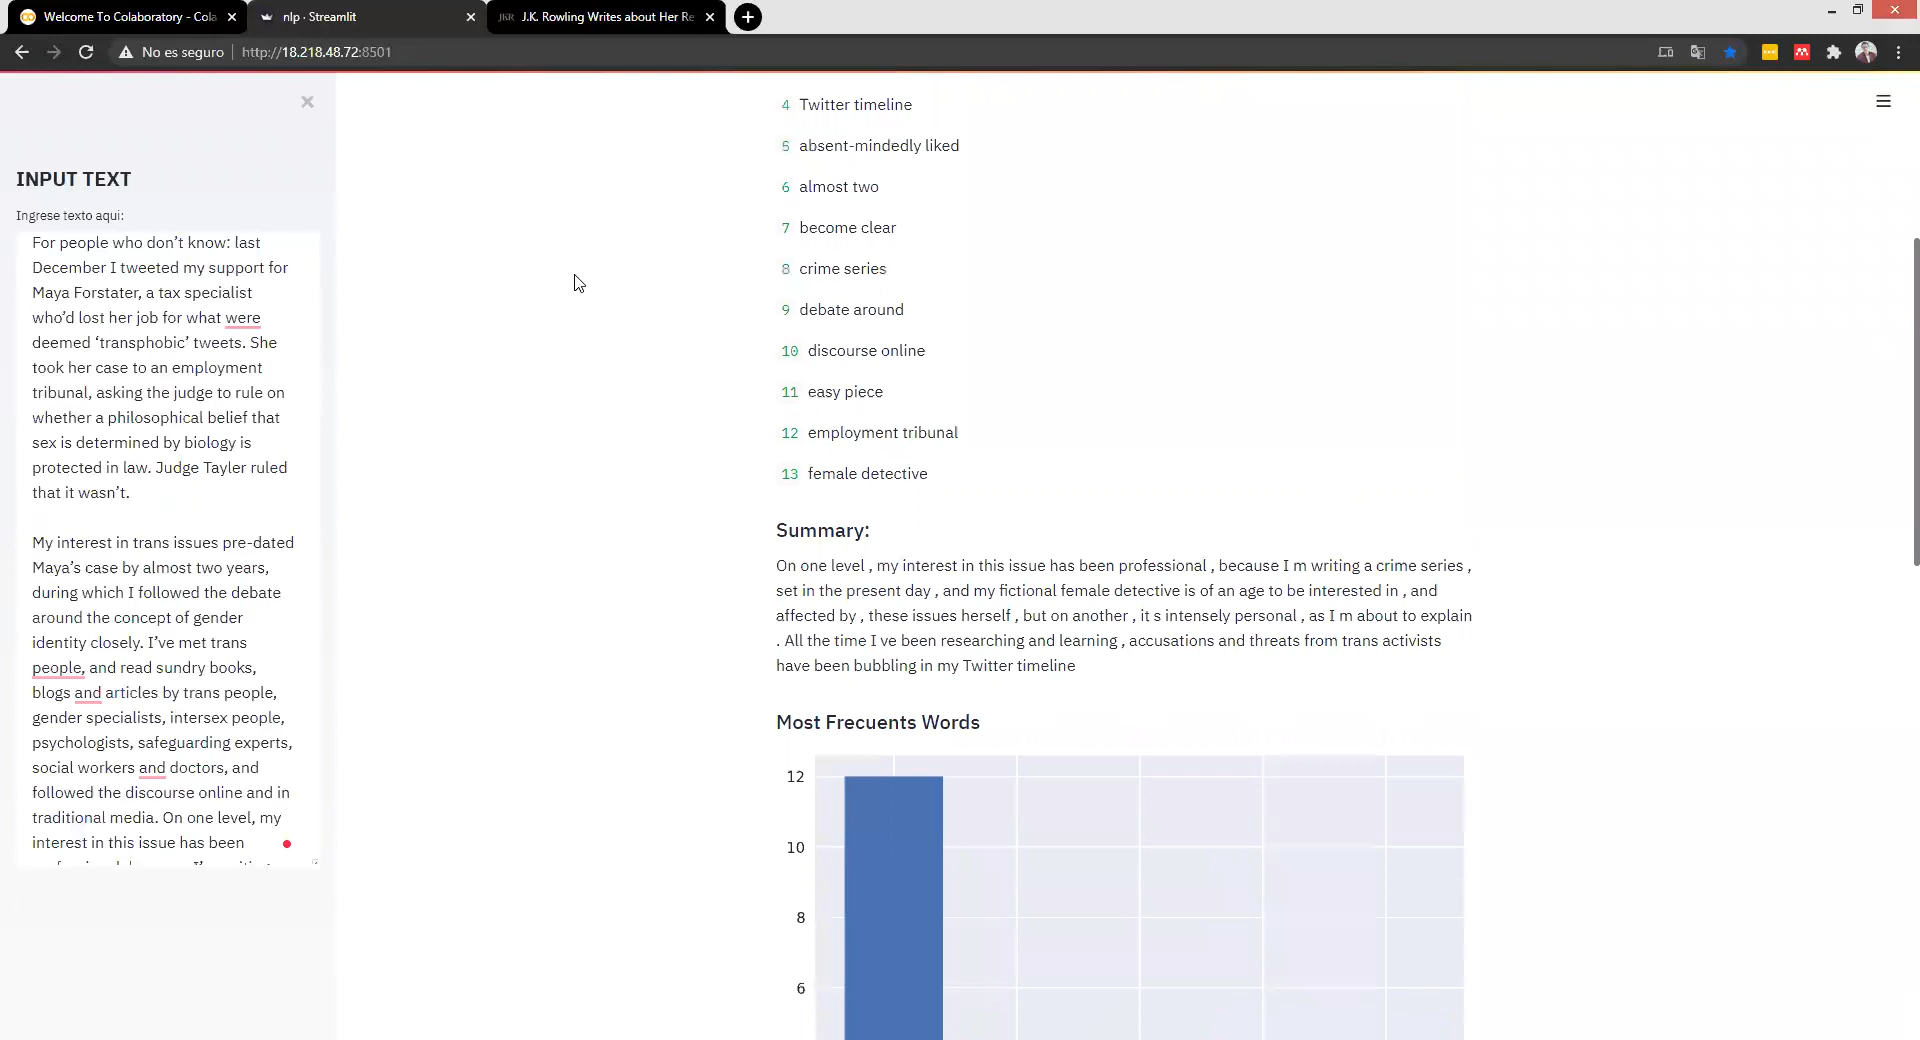 Welcome To Colaboratory - Cola
nlp · Streamlit
JKR J.K. Rowling Writes about Her Re
No es seguro http://18.218.48.72:8501
INPUT TEXT
Ingrese texto aqui:
For people who don’t know: last
December I tweeted my support for
Maya Forstater, a tax specialist
who’d lost her job for what were
deemed ‘transphobic’ tweets. She
took her case to an employment
tribunal, asking the judge to rule on
whether a philosophical belief that
sex is determined by biology is
protected in law. Judge Tayler ruled
that it wasn’t.
My interest in trans issues pre-dated
Maya’s case by almost two years,
during which I followed the debate
around the concept of gender
identity closely. I’ve met trans
people, and read sundry books,
blogs and articles by trans people,
gender specialists, intersex people,
psychologists, safeguarding experts,
social workers and doctors, and
followed the discourse online and in
traditional media. On one level, my
interest in this issue has been
4 Twitter timeline
5 absent-mindedly liked
6 almost two
7 become clear
8 crime series
9 debate around
10 discourse online
11 easy piece
12 employment tribunal
13 female detective
Summary:
On one level , my interest in this issue has been professional , because I m writing a crime series ,
set in the present day , and my fictional female detective is of an age to be interested in , and
affected by , these issues herself , but on another , it s intensely personal , as I m about to explain
. All the time I ve been researching and learning , accusations and threats from trans activists
have been bubbling in my Twitter timeline
Most Frecuents Words
12
10
8
6